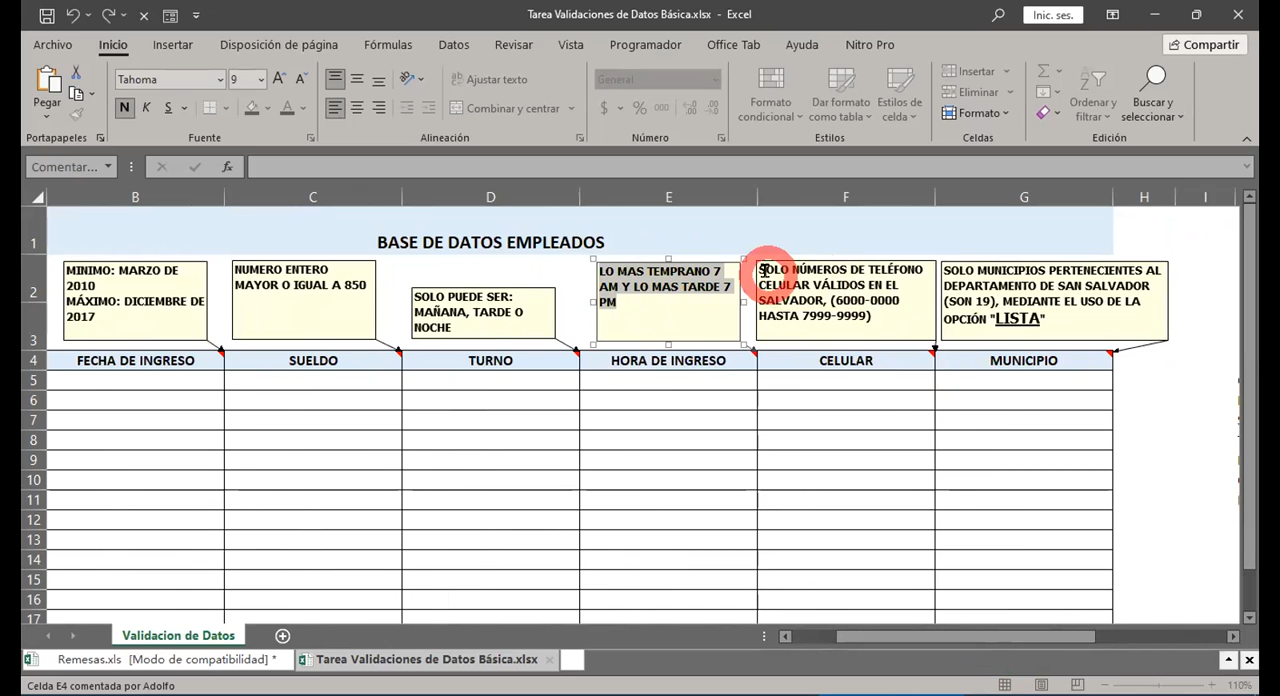 Tarea Validaciones de Datos Básica.xlsx - Excel
Inic. ses.
Archivo Inicio Insertar Disposición de página Fórmulas Datos Revisar Vista Programador Office Tab Ayuda Nitro Pro
Compartir
Pegar
Tahoma 9
N K S
Ajustar texto
Combinar y centrar
General
$ % 000
Formato condicional
Dar formato como tabla
Estilos de celda
Insertar
Eliminar
Formato
Ordenar y filtrar
Buscar y seleccionar
Portapapeles Fuente Alineación Número Estilos Celdas Edición
Comentar...
fx
B C D E F G H I
1
BASE DE DATOS EMPLEADOS
2
3
MINIMO: MARZO DE
2010
MÁXIMO: DICIEMBRE DE
2017
NUMERO ENTERO
MAYOR O IGUAL A 850
SOLO PUEDE SER:
MAÑANA, TARDE O
NOCHE
LO MAS TEMPRANO 7
AM Y LO MAS TARDE 7
PM
SOLO NÚMEROS DE TELÉFONO
CELULAR VÁLIDOS EN EL
SALVADOR, (6000-0000
HASTA 7999-9999)
SOLO MUNICIPIOS PERTENECIENTES AL
DEPARTAMENTO DE SAN SALVADOR
(SON 19), MEDIANTE EL USO DE LA
OPCIÓN "LISTA"
4 FECHA DE INGRESO SUELDO TURNO HORA DE INGRESO CELULAR MUNICIPIO
5
6
7
8
9
10
11
12
13
14
15
16
17
Validacion de Datos
Remesas.xls [Modo de compatibilidad] *
Tarea Validaciones de Datos Básica.xlsx
Celda E4 comentada por Adolfo
110%